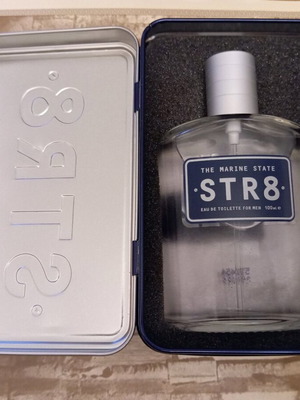 ·STR8·
THE MARINE STATE
·STR8·
EAU DE TOILETTE FOR MEN 100ml ℮